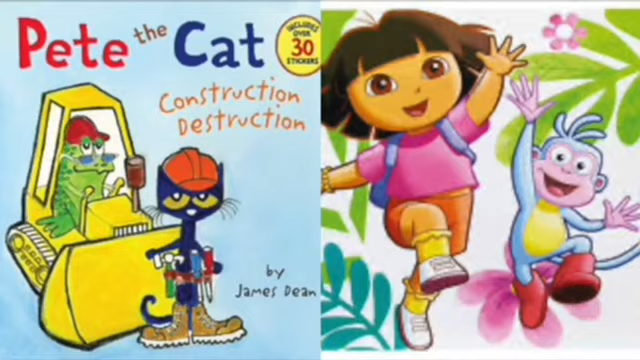 Pete the Cat
INCLUDES
OVER
30
STICKERS
Construction
Destruction
by
James Dean